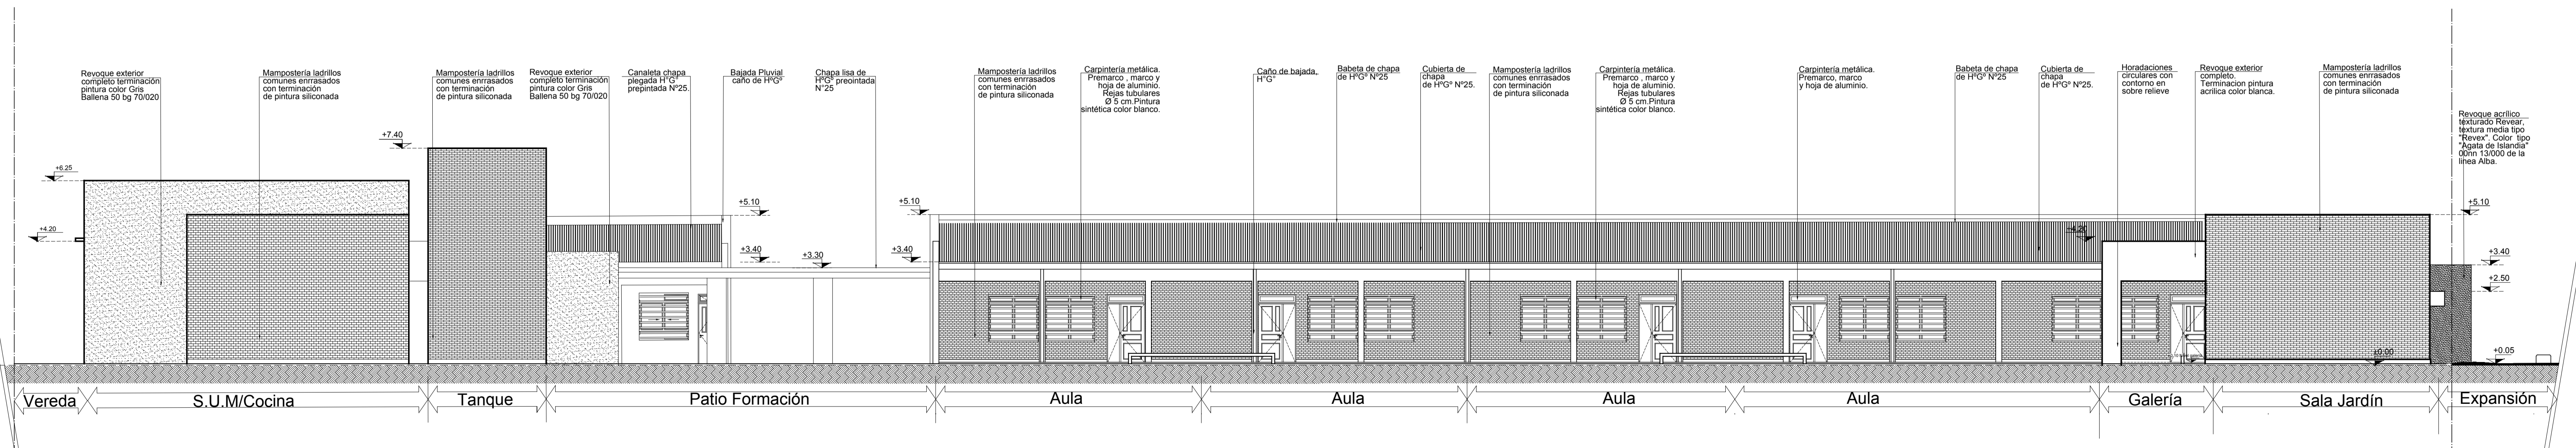 Revoque exterior
completo terminación
pintura color Gris
Ballena 50 bg 70/020
Mampostería ladrillos
comunes enrrasados
con terminación
de pintura siliconada
Mampostería ladrillos
comunes enrrasados
con terminación
de pintura siliconada
Revoque exterior
completo terminación
pintura color Gris
Ballena 50 bg 70/020
Canaleta chapa
plegada H°G°
prepintada N°25.
Bajada Pluvial
caño de HºGº
Chapa lisa de
HºGº prepintada
N°25
Mampostería ladrillos
comunes enrrasados
con terminación
de pintura siliconada
Carpintería metálica.
Premarco , marco y
hoja de aluminio.
Rejas tubulares
Ø 5 cm.Pintura
sintética color blanco.
Caño de bajada,
H°G°
Babeta de chapa
de HºGº Nº25
Cubierta de
chapa
de HºGº N°25.
Mampostería ladrillos
comunes enrrasados
con terminación
de pintura siliconada
Carpintería metálica.
Premarco , marco y
hoja de aluminio.
Rejas tubulares
Ø 5 cm.Pintura
sintética color blanco.
Carpintería metálica.
Premarco, marco
y hoja de aluminio.
Babeta de chapa
de HºGº Nº25
Cubierta de
chapa
de HºGº N°25.
Horadaciones
circulares con
contorno en
sobre relieve
Revoque exterior
completo.
Terminacion pintura
acrilica color blanca.
Mampostería ladrillos
comunes enrrasados
con terminación
de pintura siliconada
Revoque acrílico
texturado Revear,
textura media tipo
"Revex". Color tipo
"Agata de Islandia"
00nn 13/000 de la
línea Alba.
+7.40
+6.25
+4.20
+5.10
+3.40
+3.30
+5.10
+3.40
+4.20
+5.10
+3.40
+2.50
±0.00
+0.05
Vereda
S.U.M/Cocina
Tanque
Patio Formación
Aula
Aula
Aula
Aula
Galería
Sala Jardín
Expansión